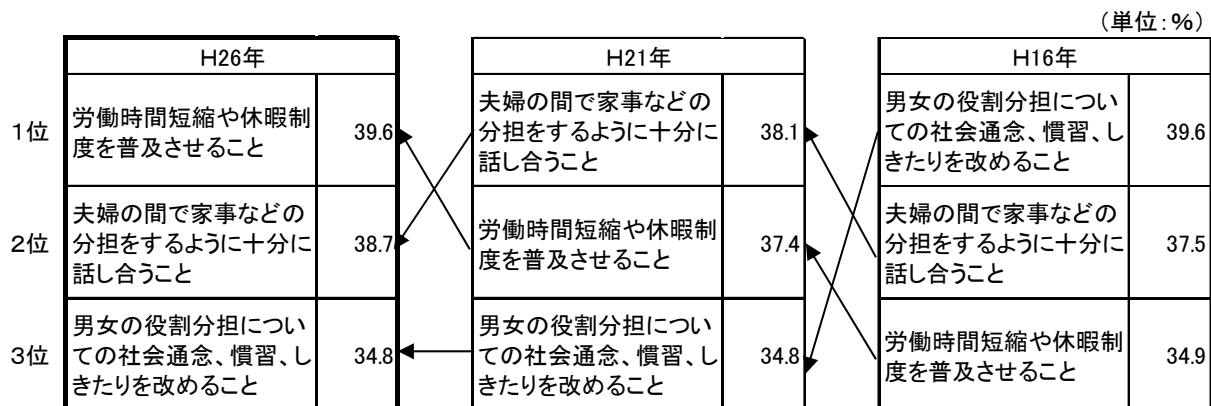 （単位：%）
H26年
H21年
H16年
1位
労働時間短縮や休暇制
度を普及させること
39.6
夫婦の間で家事などの
分担をするように十分に
話し合うこと
38.1
男女の役割分担につい
ての社会通念、慣習、し
きたりを改めること
39.6
2位
夫婦の間で家事などの
分担をするように十分に
話し合うこと
38.7
労働時間短縮や休暇制
度を普及させること
37.4
夫婦の間で家事などの
分担をするように十分に
話し合うこと
37.5
3位
男女の役割分担につい
ての社会通念、慣習、し
きたりを改めること
34.8
男女の役割分担につい
ての社会通念、慣習、し
きたりを改めること
34.8
労働時間短縮や休暇制
度を普及させること
34.9